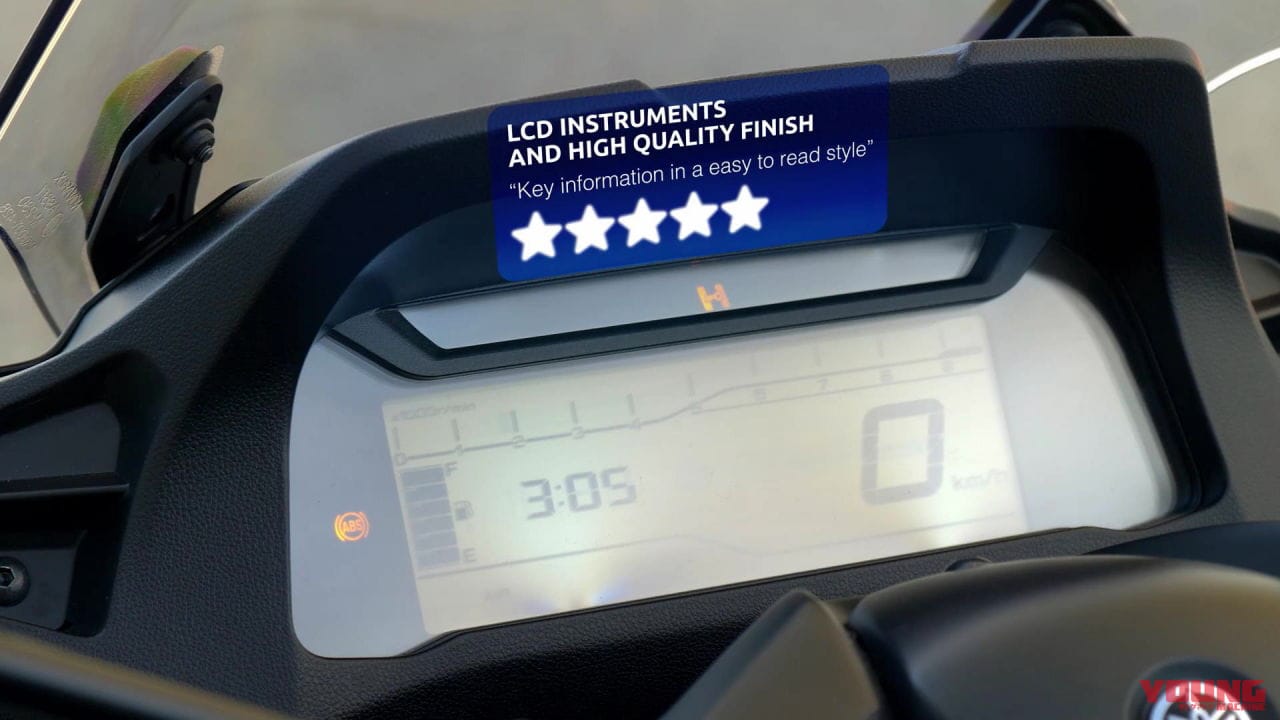 LCD INSTRUMENTS
AND HIGH QUALITY FINISH
“Key information in a easy to read style”
H
x1000r/min
0 1 2 3 4 5 6 7 8 9
F
3:05
0
km/h
ABS
E
YOUNG
MACHINE